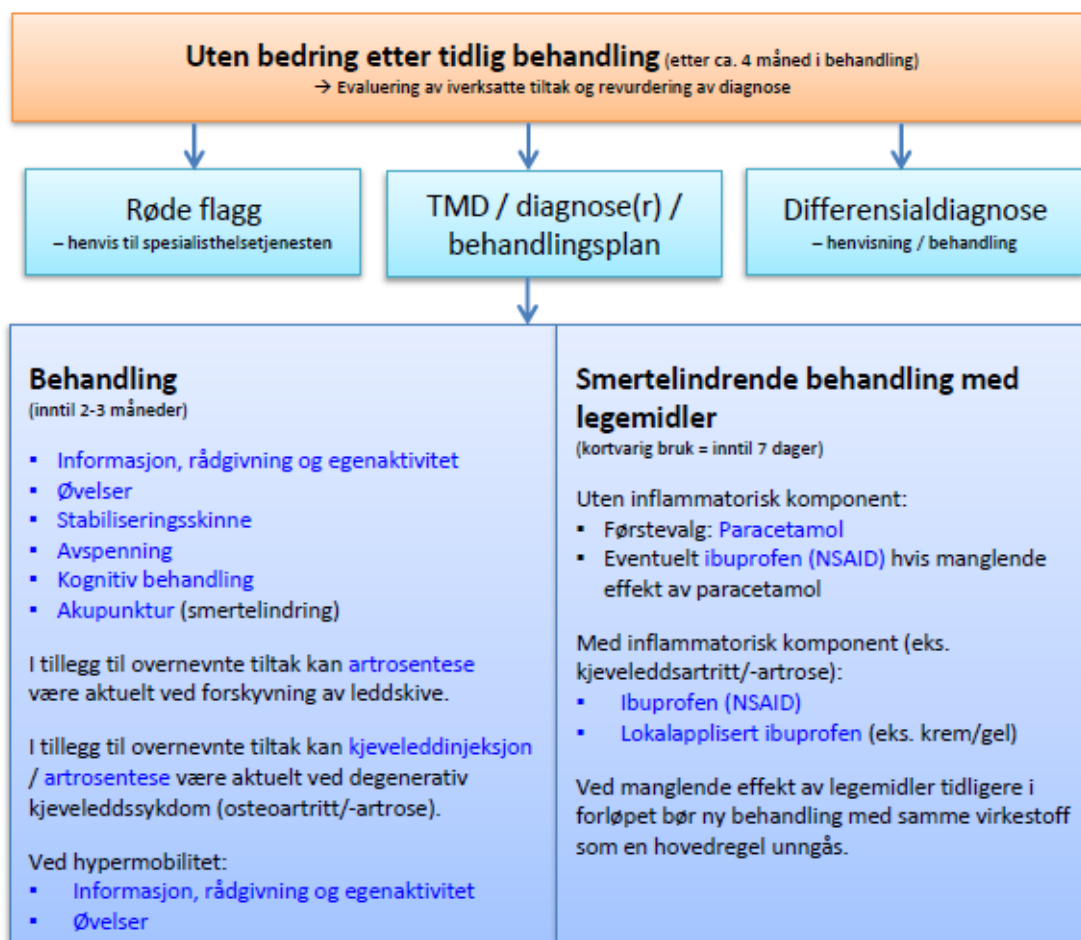 Uten bedring etter tidlig behandling (etter ca. 4 måned i behandling)
→ Evaluering av iverksatte tiltak og revurdering av diagnose
Røde flagg
– henvis til spesialisthelsetjenesten
TMD / diagnose(r) /
behandlingsplan
Differensialdiagnose
– henvisning / behandling
Behandling
(inntil 2-3 måneder)
▪ Informasjon, rådgivning og egenaktivitet
▪ Øvelser
▪ Stabiliseringsskinne
▪ Avspenning
▪ Kognitiv behandling
▪ Akupunktur (smertelindring)
I tillegg til overnevnte tiltak kan artrosentese
være aktuelt ved forskyvning av leddskive.
I tillegg til overnevnte tiltak kan kjeveleddinjeksjon
/ artrosentese være aktuelt ved degenerativ
kjeveleddssykdom (osteoartritt/-artrose).
Ved hypermobilitet:
▪ Informasjon, rådgivning og egenaktivitet
▪ Øvelser
Smertelindrende behandling med
legemidler
(kortvarig bruk = inntil 7 dager)
Uten inflammatorisk komponent:
▪ Førstevalg: Paracetamol
▪ Eventuelt ibuprofen (NSAID) hvis manglende
effekt av paracetamol
Med inflammatorisk komponent (eks.
kjeveleddsartritt/-artrose):
▪ Ibuprofen (NSAID)
▪ Lokalapplisert ibuprofen (eks. krem/gel)
Ved manglende effekt av legemidler tidligere i
forløpet bør ny behandling med samme virkestoff
som en hovedregel unngås.